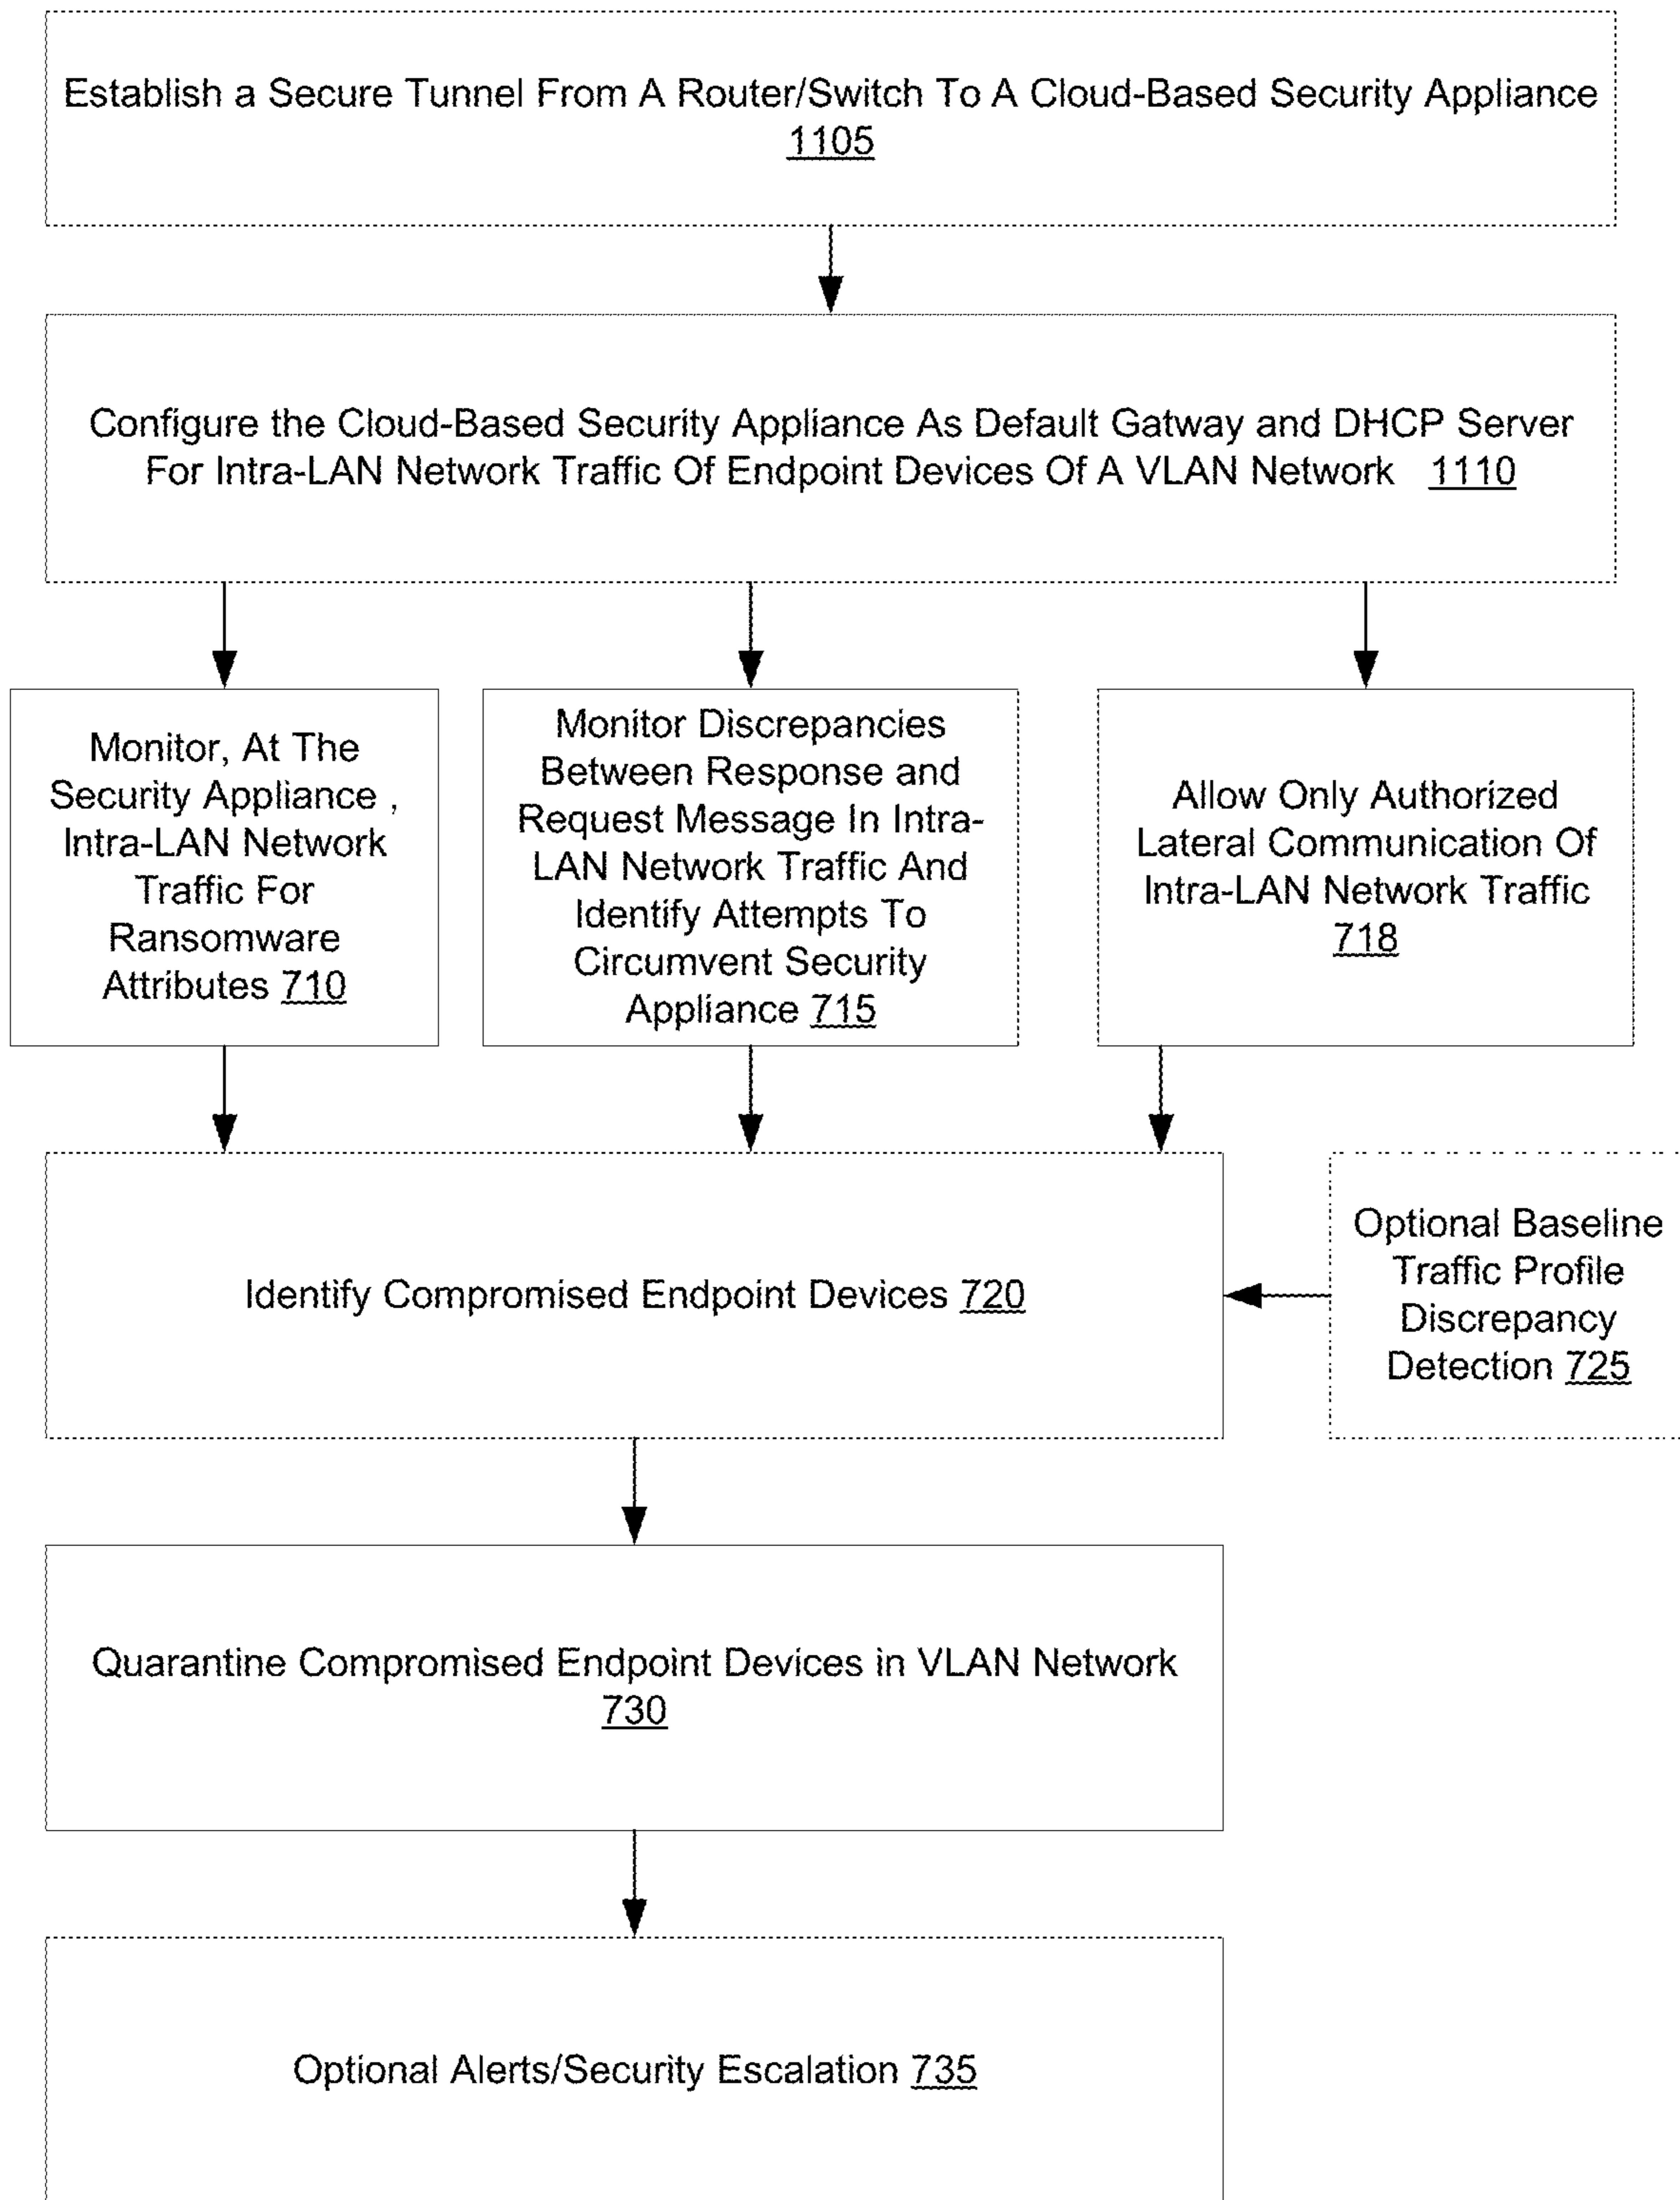 Establish a Secure Tunnel From A Router/Switch To A Cloud-Based Security Appliance
1105
Configure the Cloud-Based Security Appliance As Default Gatway and DHCP Server
For Intra-LAN Network Traffic Of Endpoint Devices Of A VLAN Network 1110
Monitor, At The
Security Appliance ,
Intra-LAN Network
Traffic For
Ransomware
Attributes 710
Monitor Discrepancies
Between Response and
Request Message In Intra-
LAN Network Traffic And
Identify Attempts To
Circumvent Security
Appliance 715
Allow Only Authorized
Lateral Communication Of
Intra-LAN Network Traffic
718
Identify Compromised Endpoint Devices 720
Optional Baseline
Traffic Profile
Discrepancy
Detection 725
Quarantine Compromised Endpoint Devices in VLAN Network
730
Optional Alerts/Security Escalation 735